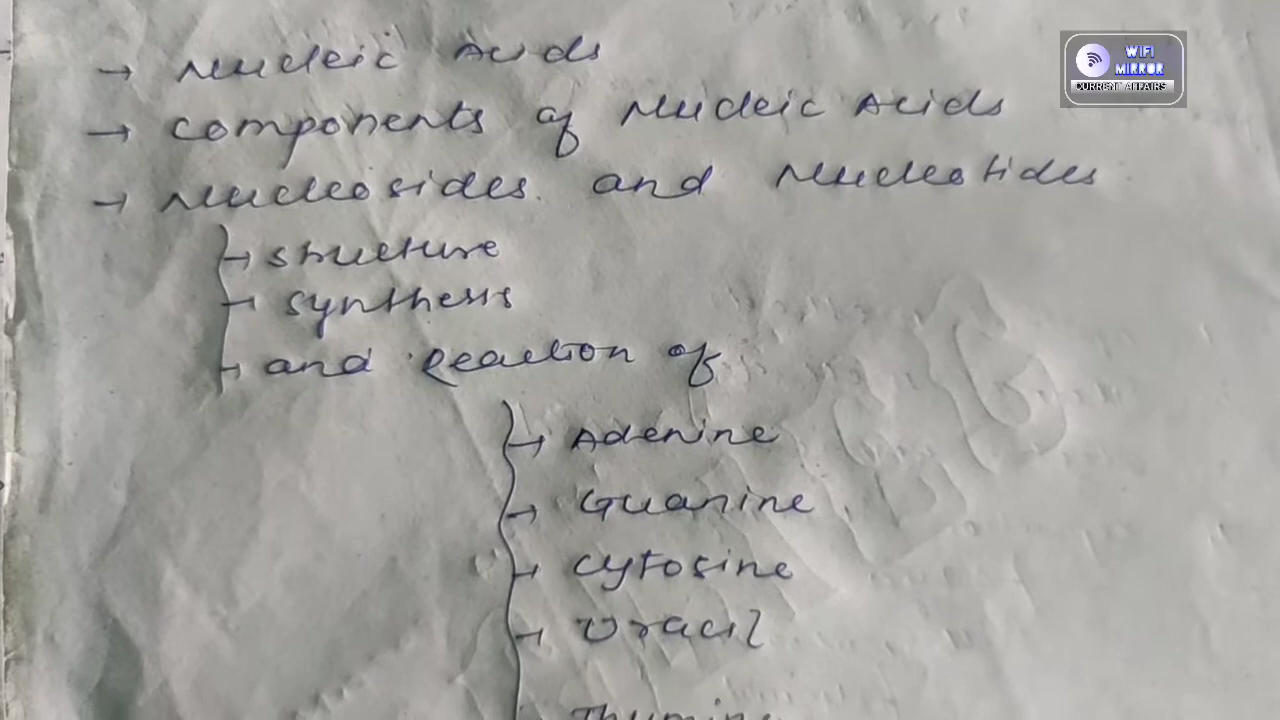 → Nucleic Acids
→ components of Nucleic Acids
→ Nucleosides and Nucleotides
→ structure
→ synthesis
→ and Reaction of
→ Adenine
→ Guanine
→ Cytosine
→ Uracil
Thymine
WIFI
MIRROR
CURRENT AFFAIRS